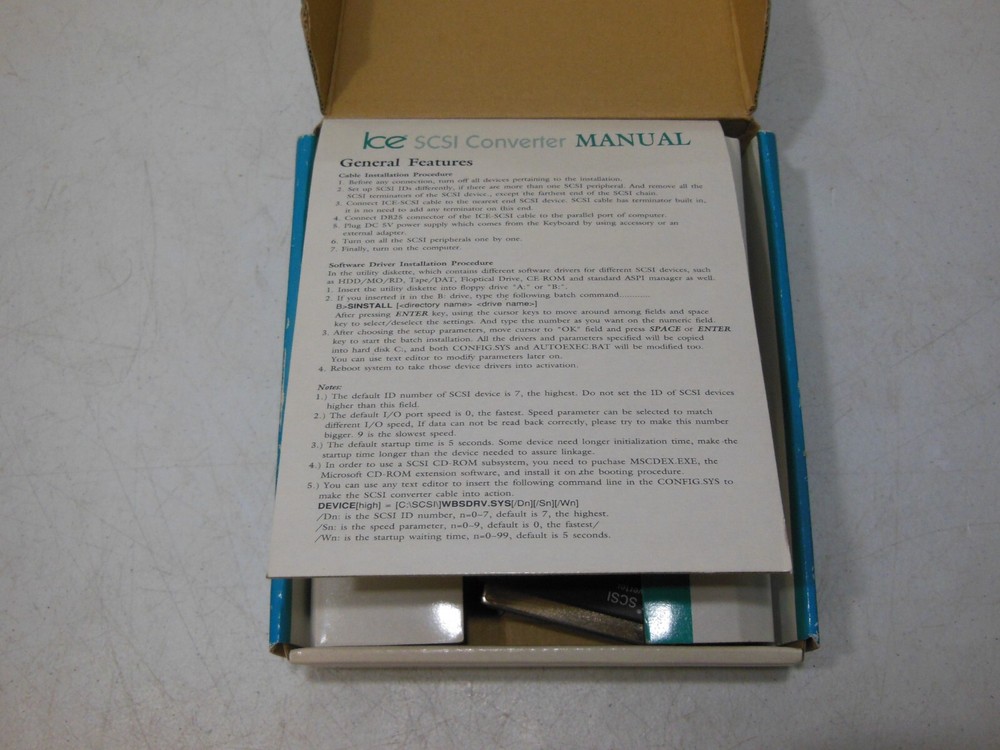 Ice SCSI Converter MANUAL
General Features
Cable Installation Procedure
1. Before any connection, turn off all devices pertaining to the installation.
2. Set up SCSI IDs differently, if there are more than one SCSI peripheral. And remove all the
SCSI terminators of the SCSI device., except the farthest end of the SCSI chain.
3. Connect ICE-SCSI cable to the nearest end SCSI device. SCSI cable has terminator built in,
it is no need to add any terminator on this end.
4. Connect DB25 connector of the ICE-SCSI cable to the parallel port of computer.
5. Plug DC 5V power supply which comes from the Keyboard by using accesory or an
external adapter.
6. Turn on all the SCSI peripherals one by one.
7. Finally, turn on the computer.
Software Driver Installation Procedure
In the utility diskette, which contains different software drivers for different SCSI devices, such
as HDD/MO/RD, Tape/DAT, Floptical Drive, CE-ROM and standard ASPI manager as well.
1. Insert the utility diskette into floppy drive "A:" or "B:".
2. If you inserted it in the B: drive, type the following batch command..........
B>SINSTALL [<directory name> <drive name>]
After pressing ENTER key, using the cursor keys to move around among fields and space
key to select/deselect the settings. And type the number as you want on the numeric field.
3. After choosing the setup parameters, move cursor to "OK" field and press SPACE or ENTER
key to start the batch installation. All the drivers and parameters specified will be copied
into hard disk C:, and both CONFIG.SYS and AUTOEXEC.BAT will be modified too.
You can use text editor to modify parameters later on.
4. Reboot system to take those device drivers into activation.
Notes:
1.) The default ID number of SCSI device is 7, the highest. Do not set the ID of SCSI devices
higher than this field.
2.) The default I/O port speed is 0, the fastest. Speed parameter can be selected to match
different I/O speed, If data can not be read back correctly, please try to make this number
bigger. 9 is the slowest speed.
3.) The default startup time is 5 seconds. Some device need longer initialization time, make the
startup time longer than the device needed to assure linkage.
4.) In order to use a SCSI CD-ROM subsystem, you need to puchase MSCDEX.EXE, the
Microsoft CD-ROM extension software, and install it on the booting procedure.
5.) You can use any text editor to insert the following command line in the CONFIG.SYS to
make the SCSI converter cable into action.
DEVICE[high] = [C:\SCSI\]WBSDRV.SYS[/Dn][/Sn][/Wn]
/Dn: is the SCSI ID number, n=0-7, default is 7, the highest.
/Sn: is the speed parameter, n=0-9, default is 0, the fastest/
/Wn: is the startup waiting time, n=0-99, default is 5 seconds.
SCSI